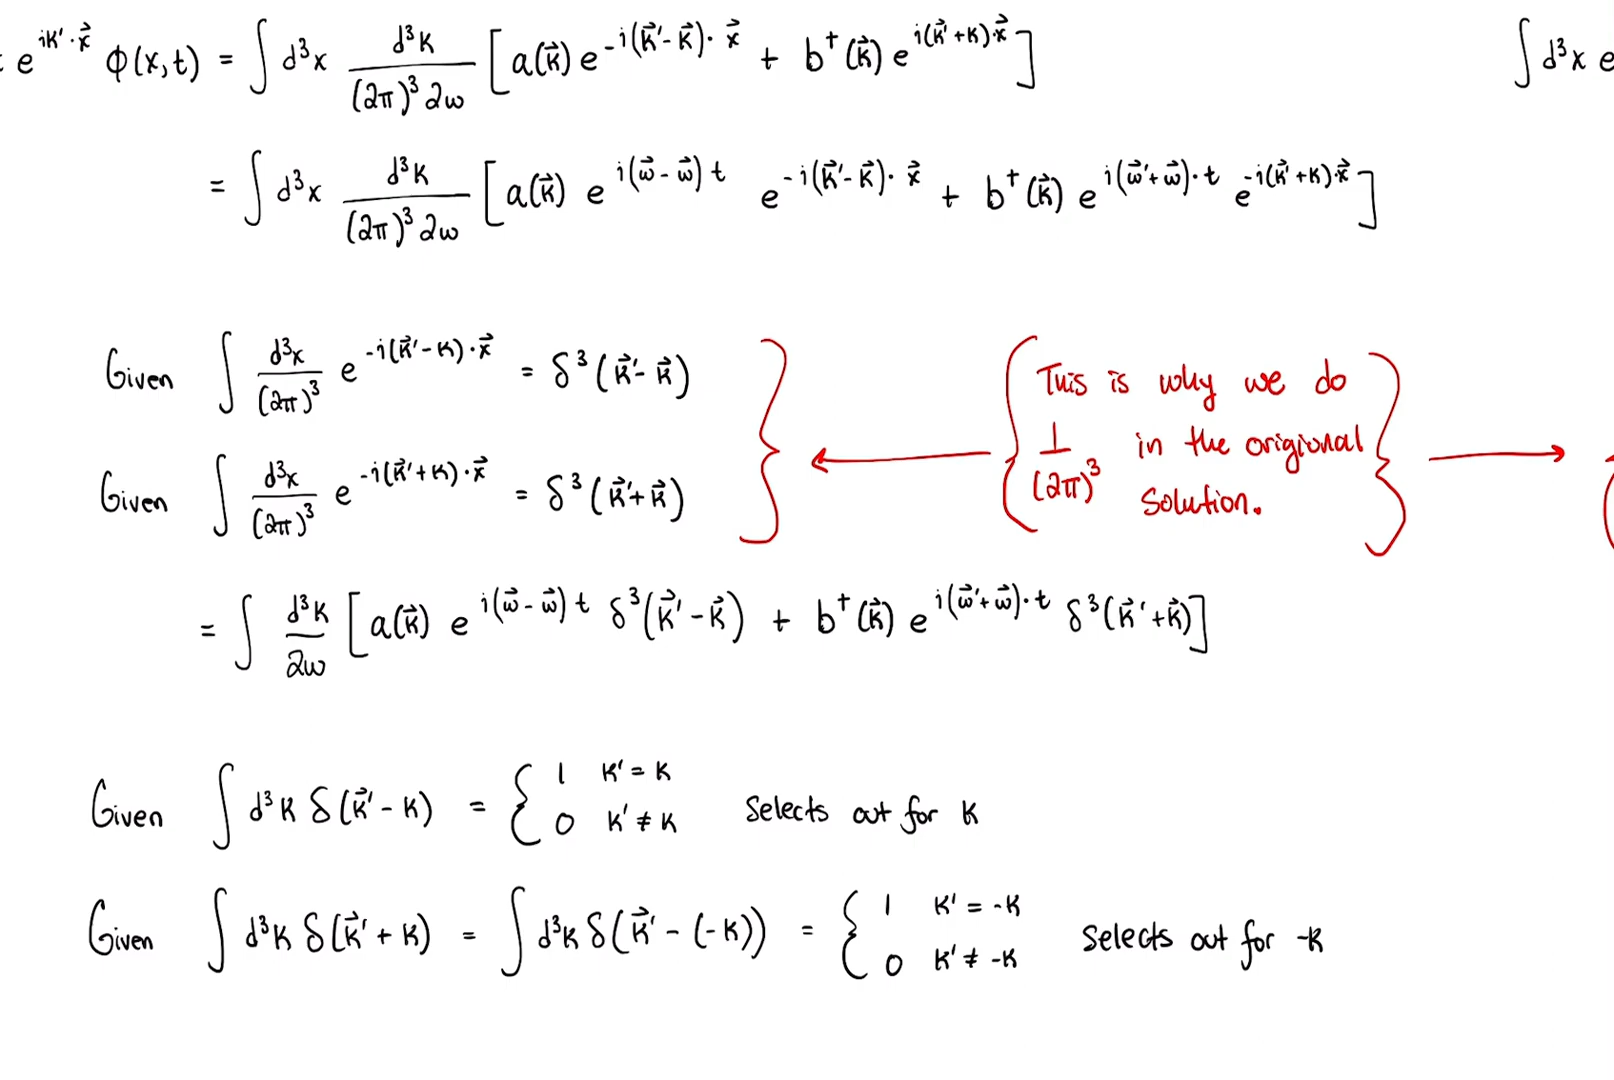 e^{iK'·x⃗} Φ(x,t) = ∫ d³x d³K/((2π)³ 2ω) [ a(K⃗) e^{-i(K⃗'-K⃗)·x⃗} + b†(K⃗) e^{i(K⃗'+K)·x⃗} ]
∫ d³x e
= ∫ d³x d³K/((2π)³ 2ω) [ a(K⃗) e^{i(ω⃗-ω⃗)t} e^{-i(K⃗'-K⃗)·x⃗} + b†(K⃗) e^{i(ω⃗'+ω⃗)·t} e^{-i(K⃗'+K)·x⃗} ]
Given ∫ d³x/(2π)³ e^{-i(K⃗'-K)·x⃗} = δ³(K⃗'-K⃗)
Given ∫ d³x/(2π)³ e^{-i(K⃗'+K)·x⃗} = δ³(K⃗'+K⃗)
This is why we do
1/(2π)³ in the origional
Solution.
= ∫ d³K/2ω [ a(K⃗) e^{i(ω⃗-ω⃗)t} δ³(K⃗'-K⃗) + b†(K⃗) e^{i(ω⃗'+ω⃗)·t} δ³(K⃗'+K⃗) ]
Given ∫ d³K δ(K⃗'-K) = { 1 K'=K
0 K'≠K Selects out for K
Given ∫ d³K δ(K⃗'+K) = ∫ d³K δ(K⃗'-(-K)) = { 1 K'=-K
0 K'≠-K Selects out for -K